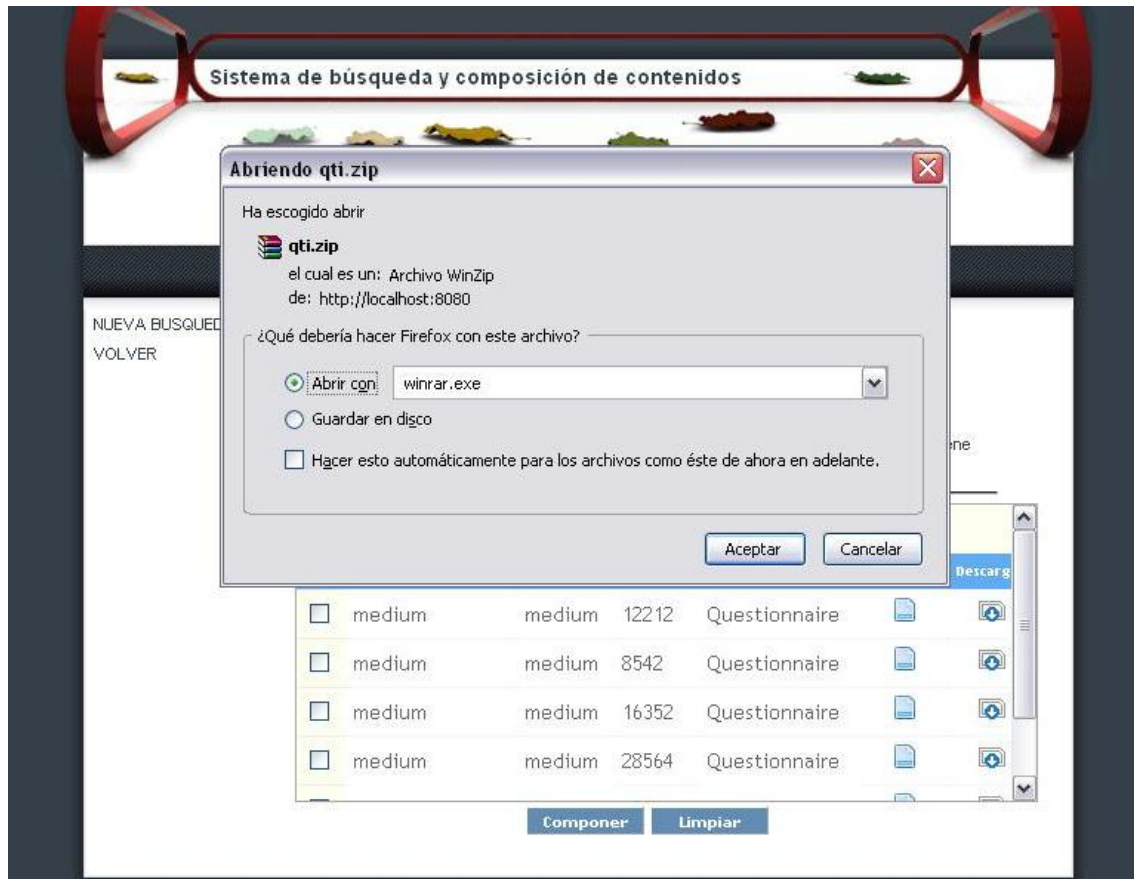 Sistema de búsqueda y composición de contenidos
Abriendo qti.zip
Ha escogido abrir
qti.zip
el cual es un: Archivo WinZip
de: http://localhost:8080
NUEVA BUSQUED
VOLVER
¿Qué debería hacer Firefox con este archivo?
Abrir con winrar.exe
Guardar en disco
Hacer esto automáticamente para los archivos como éste de ahora en adelante.
ene
Aceptar Cancelar
Descarg
medium medium 12212 Questionnaire
medium medium 8542 Questionnaire
medium medium 16352 Questionnaire
medium medium 28564 Questionnaire
Componer Limpiar